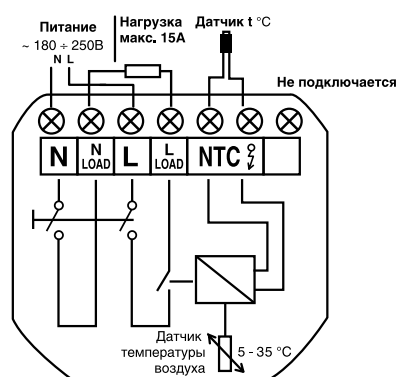 Питание
~ 180 ÷ 250В
N L
Нагрузка
макс. 15А
Датчик t °C
Не подключается
N
N
LOAD
L
L
LOAD
NTC
Датчик
температуры
воздуха
5 - 35 °C